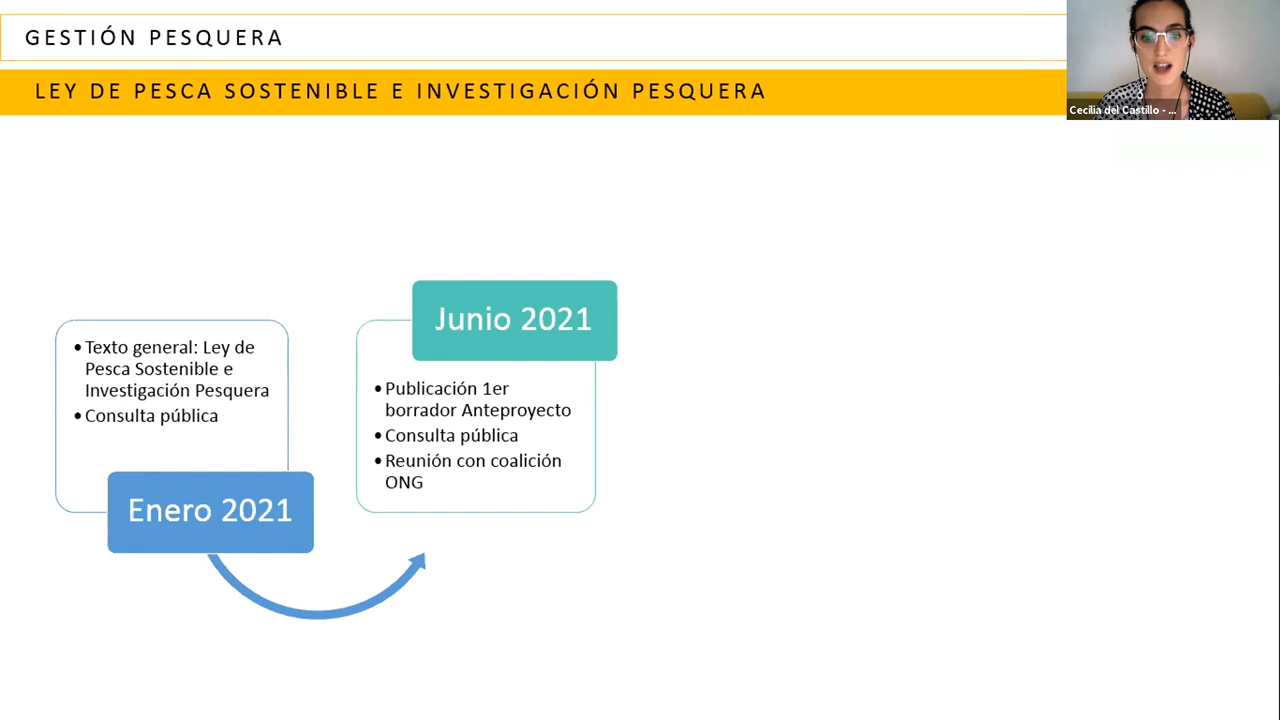 GESTIÓN PESQUERA
LEY DE PESCA SOSTENIBLE E INVESTIGACIÓN PESQUERA
Cecilia del Castillo - ...
•Texto general: Ley de
Pesca Sostenible e
Investigación Pesquera
•Consulta pública
Enero 2021
Junio 2021
•Publicación 1er
borrador Anteproyecto
•Consulta pública
•Reunión con coalición
ONG